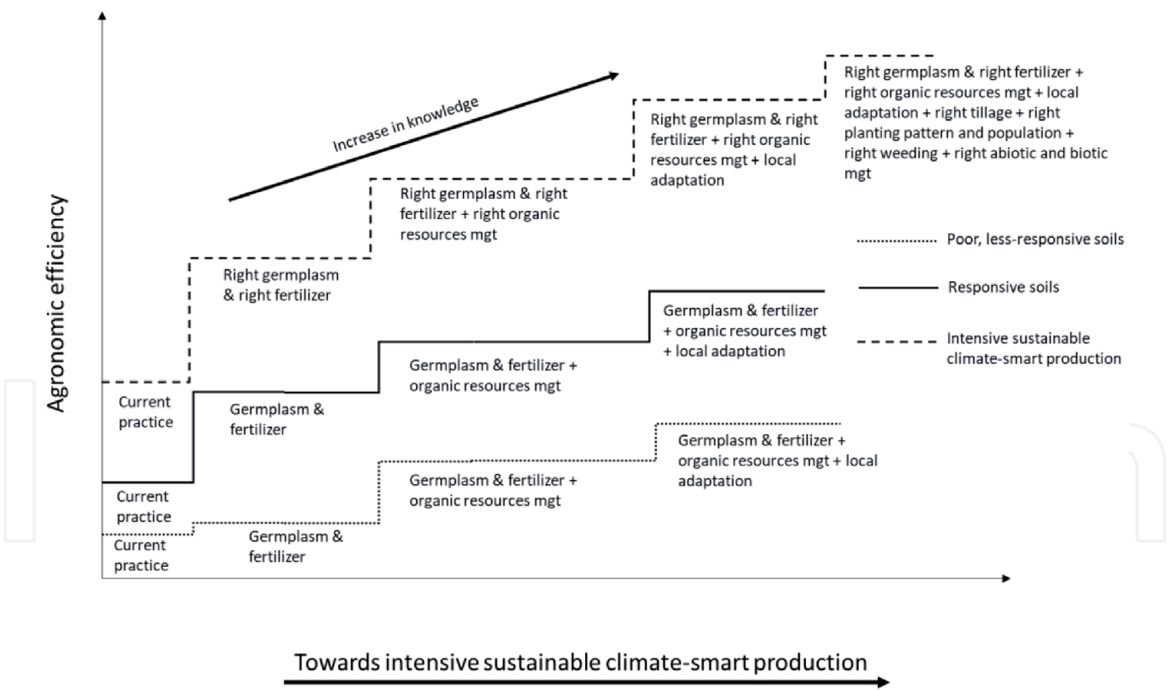 Agronomic efficiency
Increase in knowledge
Right germplasm & right fertilizer +
right organic resources mgt + local
adaptation + right tillage + right
planting pattern and population +
right weeding + right abiotic and biotic
mgt
Right germplasm & right
fertilizer + right organic
resources mgt + local
adaptation
Right germplasm & right
fertilizer + right organic
resources mgt
Right germplasm
& right fertilizer
Current
practice
Poor, less-responsive soils
Responsive soils
Intensive sustainable
climate-smart production
Germplasm & fertilizer
+ organic resources mgt
+ local adaptation
Germplasm & fertilizer +
organic resources mgt
Germplasm &
fertilizer
Current
practice
Germplasm & fertilizer +
organic resources mgt + local
adaptation
Germplasm & fertilizer +
organic resources mgt
Germplasm &
fertilizer
Current
practice
Towards intensive sustainable climate-smart production